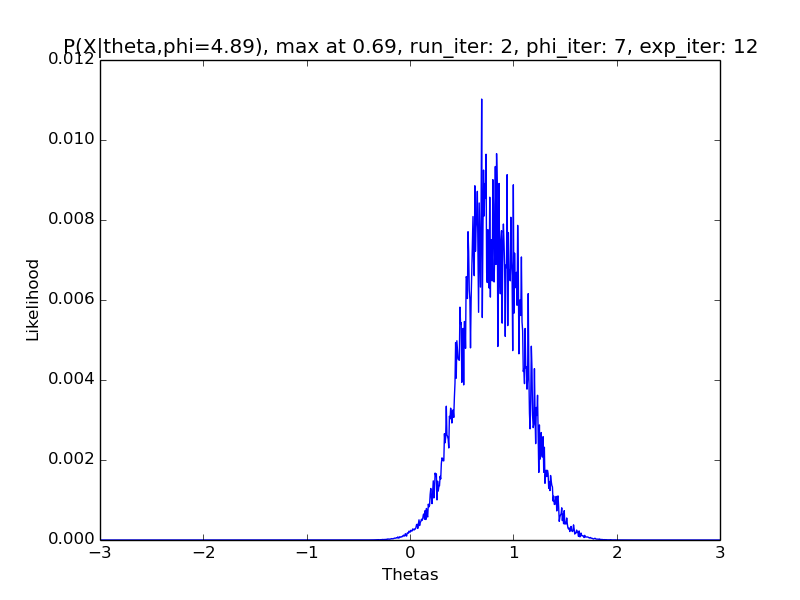 P(X|theta,phi=4.89), max at 0.69, run_iter: 2, phi_iter: 7, exp_iter: 12
0.012
0.010
0.008
0.006
0.004
0.002
0.000
Likelihood
−3 −2 −1 0 1 2 3
Thetas